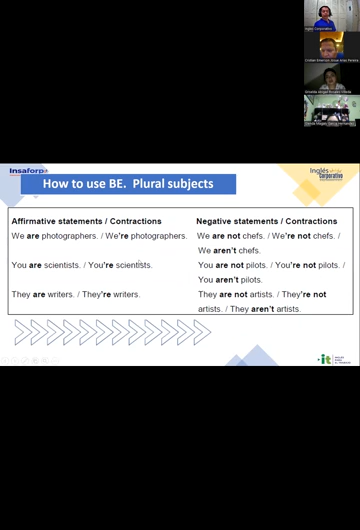 Inglés Corporativo
Insaforp
Inglés
Corporativo
How to use BE. Plural subjects
Affirmative statements / Contractions
We are photographers. / We're photographers.
You are scientists. / You're scientists.
They are writers. / They're writers.
Negative statements / Contractions
We are not chefs. / We're not chefs. /
We aren't chefs.
You are not pilots. / You're not pilots. /
You aren't pilots.
They are not artists. / They're not
artists. / They aren't artists.
it